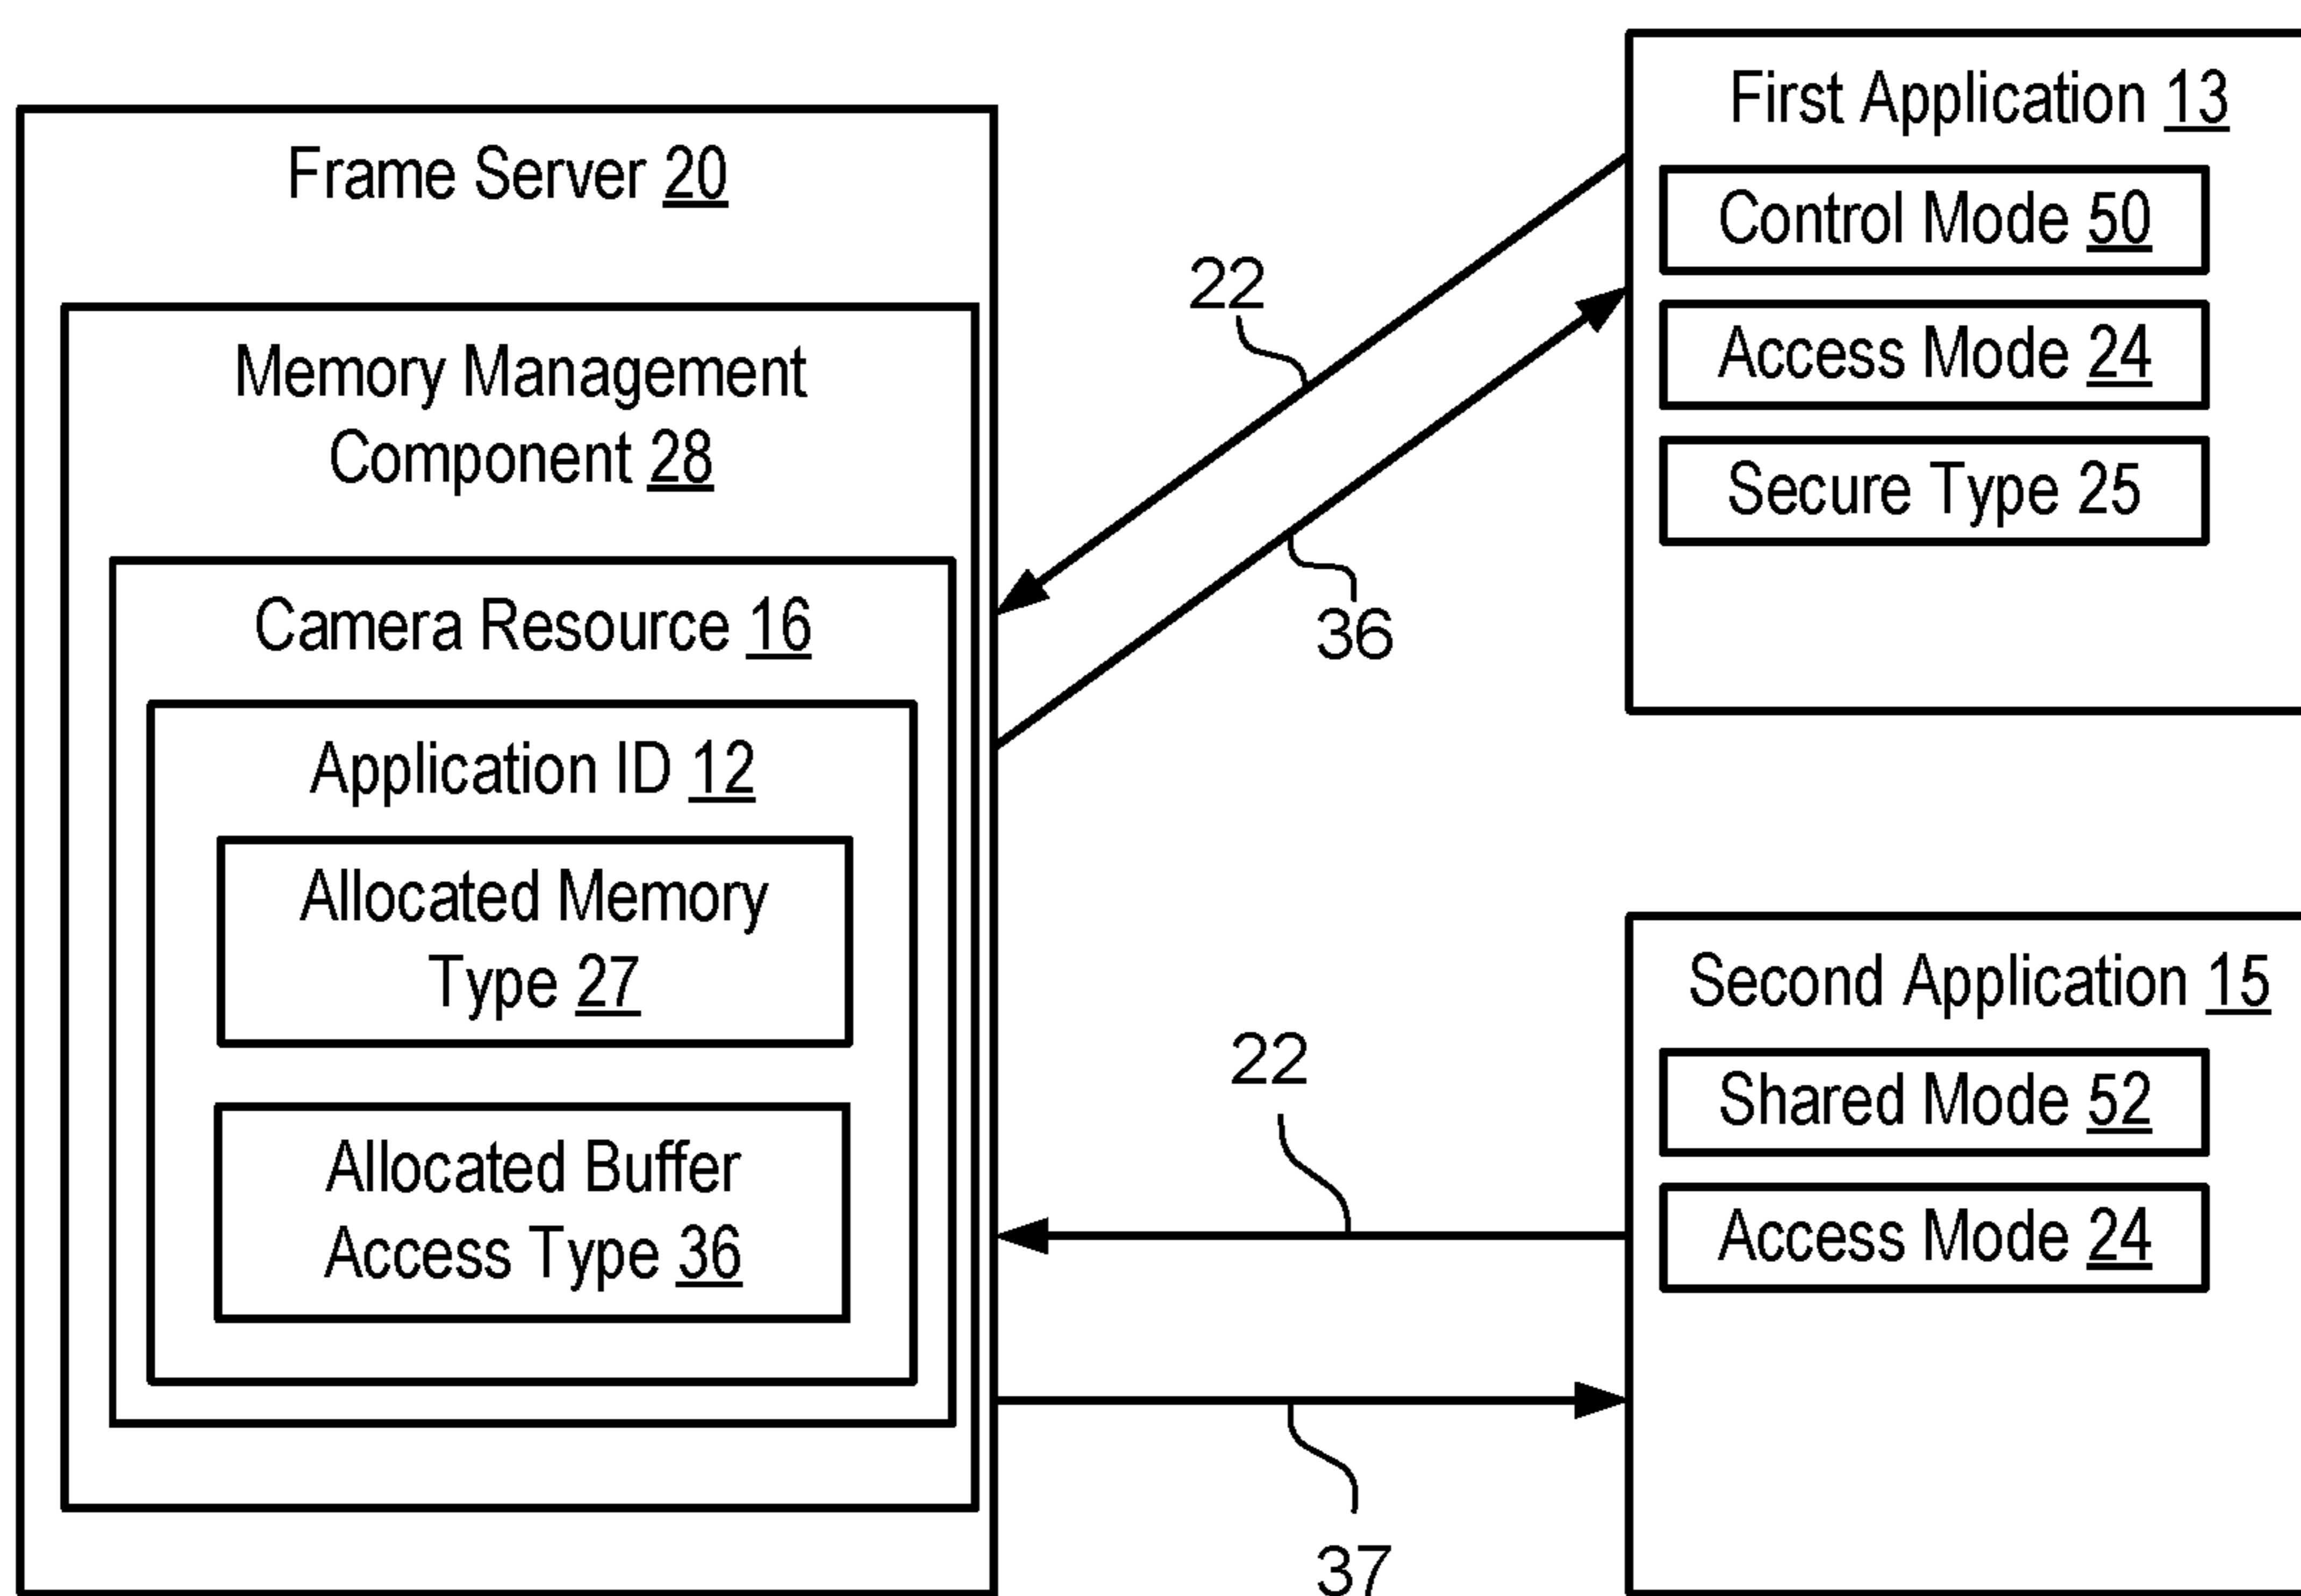 Frame Server 20
Memory Management
Component 28
Camera Resource 16
Application ID 12
Allocated Memory
Type 27
Allocated Buffer
Access Type 36
22
36
22
37
First Application 13
Control Mode 50
Access Mode 24
Secure Type 25
Second Application 15
Shared Mode 52
Access Mode 24